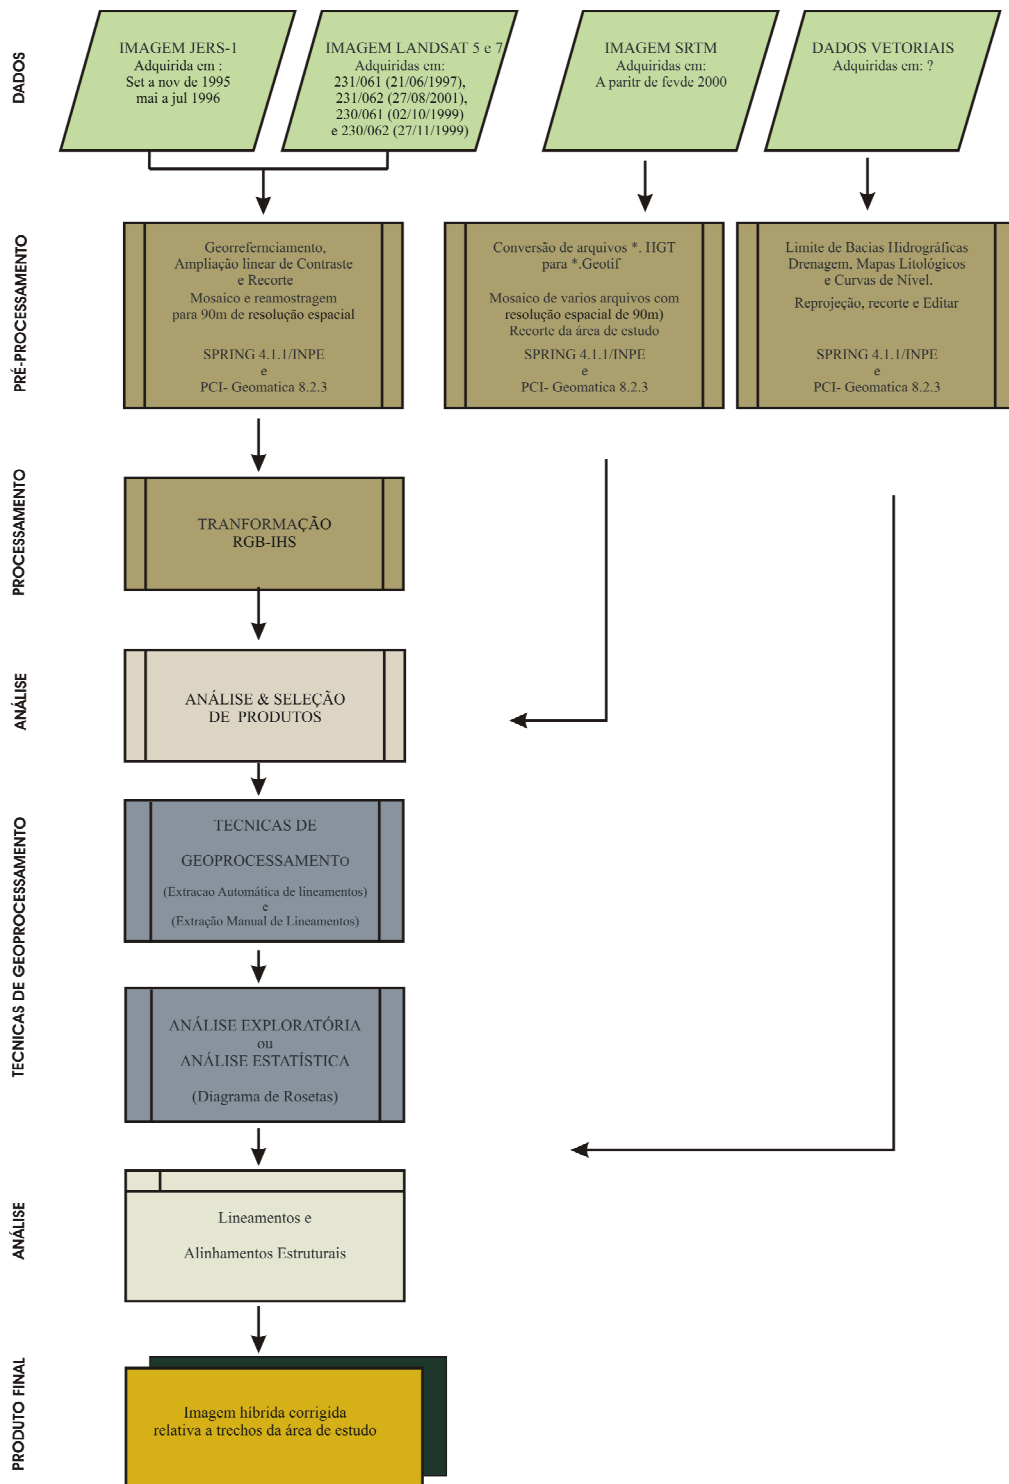 DADOS
IMAGEM JERS-1
Adquirida em :
Set a nov de 1995
mai a jul 1996
IMAGEM LANDSAT 5 e 7
Adquiridas em:
231/061 (21/06/1997),
231/062 (27/08/2001),
230/061 (02/10/1999)
e 230/062 (27/11/1999)
IMAGEM SRTM
Adquiridas em:
A paritr de fevde 2000
DADOS VETORIAIS
Adquiridas em: ?
PRÉ-PROCESSAMENTO
Georrefernciamento,
Ampliação linear de Contraste
e Recorte
Mosaico e reamostragem
para 90m de resolução espacial
SPRING 4.1.1/INPE
e
PCI- Geomatica 8.2.3
Conversão de arquivos *. HGT
para *.Geotif
Mosaico de varios arquivos com
resolução espacial de 90m)
Recorte da área de estudo
SPRING 4.1.1/INPE
e
PCI- Geomatica 8.2.3
Limite de Bacias Hidrográficas
Drenagem, Mapas Litológicos
e Curvas de Nível.
Reprojeção, recorte e Editar
SPRING 4.1.1/INPE
e
PCI- Geomatica 8.2.3
PROCESSAMENTO
TRANFORMAÇÃO
RGB-IHS
ANÁLISE
ANÁLISE & SELEÇÃO
DE PRODUTOS
TECNICAS DE GEOPROCESSAMENTO
TECNICAS DE
GEOPROCESSAMENTO
(Extracao Automática de lineamentos)
e
(Extração Manual de Lineamentos)
ANÁLISE EXPLORATÓRIA
ou
ANÁLISE ESTATÍSTICA
(Diagrama de Rosetas)
ANÁLISE
Lineamentos e
Alinhamentos Estruturais
PRODUTO FINAL
Imagem híbrida corrigida
relativa a trechos da área de estudo